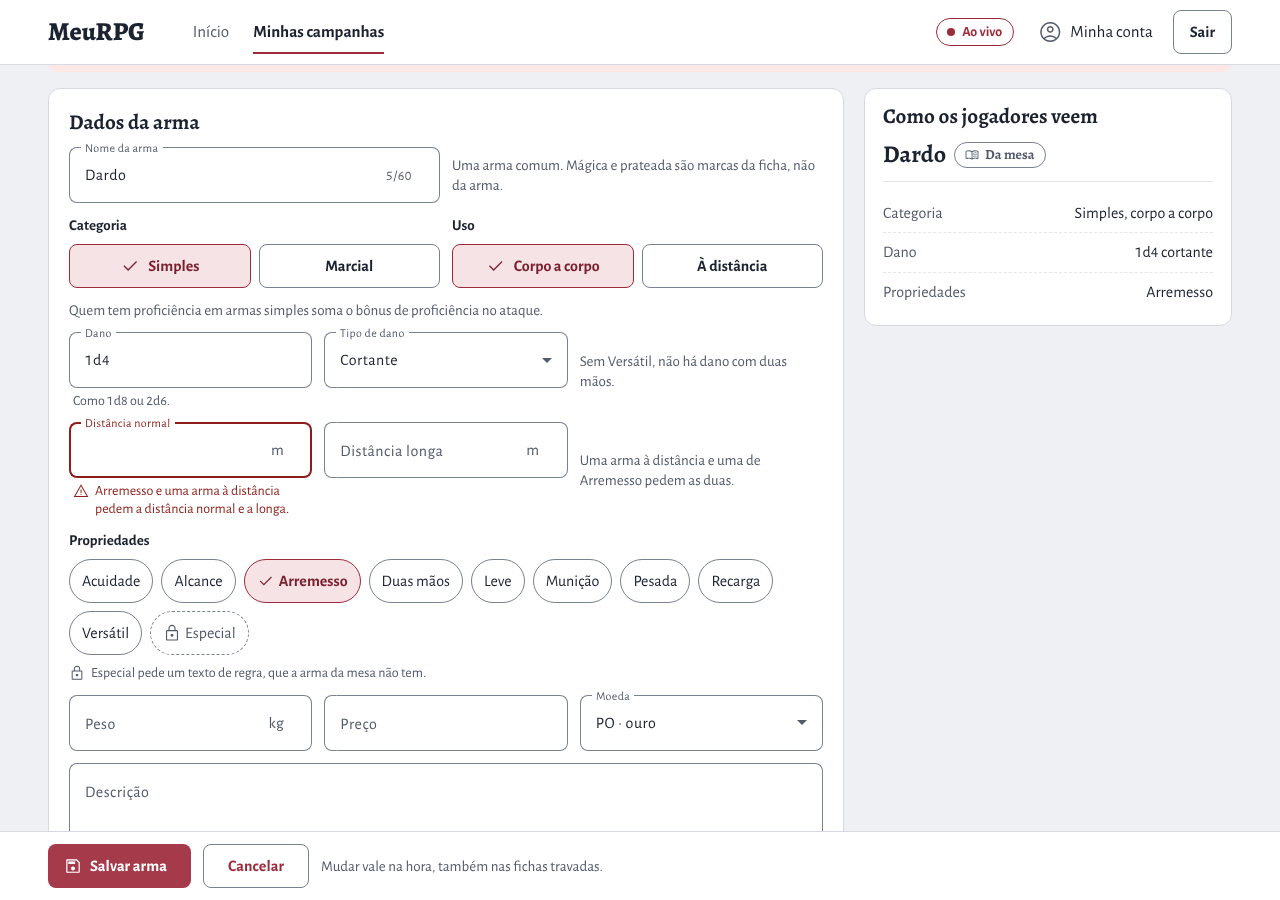 MeuRPG
Início
Minhas campanhas
Ao vivo
Minha conta
Sair
Dados da arma
Nome da arma
Dardo
5/60
Uma arma comum. Mágica e prateada são marcas da ficha, não
da arma.
Categoria
Uso
Simples
Marcial
Corpo a corpo
À distância
Quem tem proficiência em armas simples soma o bônus de proficiência no ataque.
Dano
1d4
Tipo de dano
Cortante
Sem Versátil, não há dano com duas
mãos.
Como 1d8 ou 2d6.
Distância normal
m
Distância longa
m
Uma arma à distância e uma de
Arremesso pedem as duas.
Arremesso e uma arma à distância
pedem a distância normal e a longa.
Propriedades
Acuidade
Alcance
Arremesso
Duas mãos
Leve
Munição
Pesada
Recarga
Versátil
Especial
Especial pede um texto de regra, que a arma da mesa não tem.
Peso
kg
Preço
Moeda
PO · ouro
Descrição
Como os jogadores veem
Dardo
Da mesa
Categoria
Simples, corpo a corpo
Dano
1d4 cortante
Propriedades
Arremesso
Salvar arma
Cancelar
Mudar vale na hora, também nas fichas travadas.